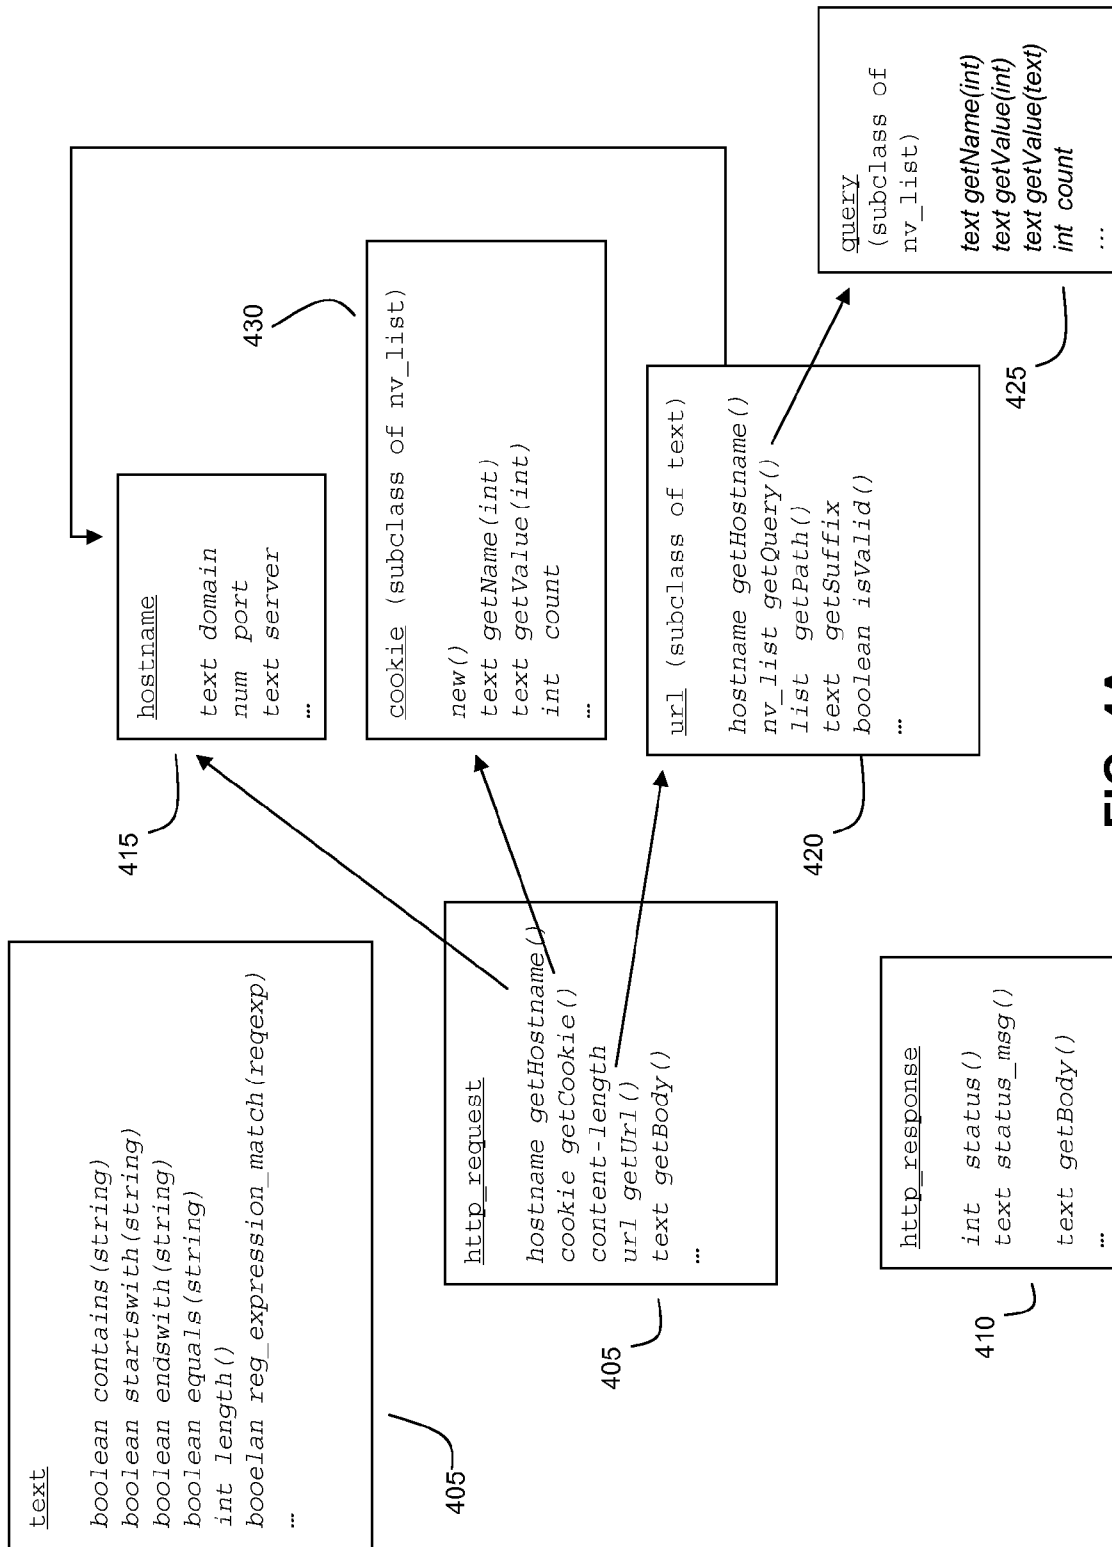 text
boolean contains(string)
boolean startswith(string)
boolean endswith(string)
boolean equals(string)
int length()
booelan reg_expression_match(regexp)
…
405
http_request
hostname getHostname()
cookie getCookie()
content-length
url getUrl()
text getBody()
…
405
http_response
int status()
text status_msg()
text getBody()
…
410
hostname
text domain
num port
text server
…
415
cookie (subclass of nv_list)
new()
text getName(int)
text getValue(int)
int count
…
430
url (subclass of text)
hostname getHostname()
nv_list getQuery()
list getPath()
text getSuffix
boolean isValid()
…
420
query
(subclass of
nv_list)
text getName(int)
text getValue(int)
text getValue(text)
int count
…
425